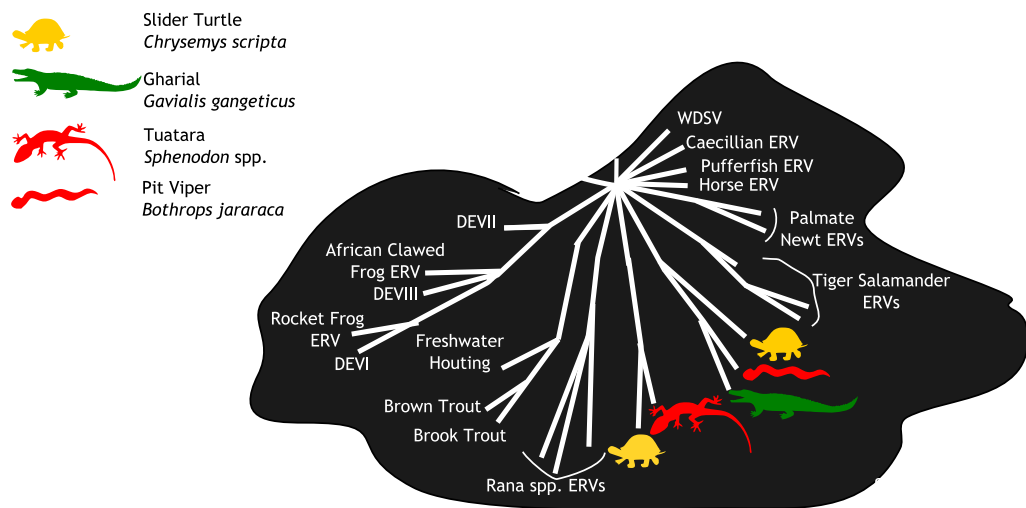 Slider Turtle
Chrysemys scripta
Gharial
Gavialis gangeticus
Tuatara
Sphenodon spp.
Pit Viper
Bothrops jararaca
WDSV
Caecillian ERV
Pufferfish ERV
Horse ERV
Palmate
Newt ERVs
Tiger Salamander
ERVs
DEVII
African Clawed
Frog ERV
DEVIII
Rocket Frog
ERV
DEVI
Freshwater
Houting
Brown Trout
Brook Trout
Rana spp. ERVs